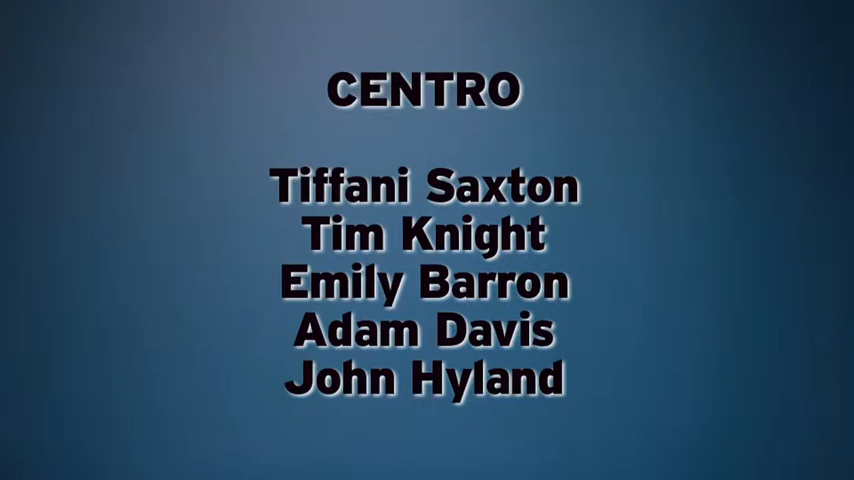 CENTRO
Tiffani Saxton
Tim Knight
Emily Barron
Adam Davis
John Hyland